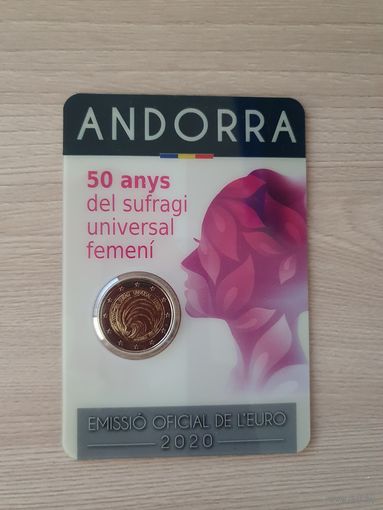 ANDORRA
50 anys
del sufragi
universal
femení
EMISSIÓ OFICIAL DE L'EURO
2020